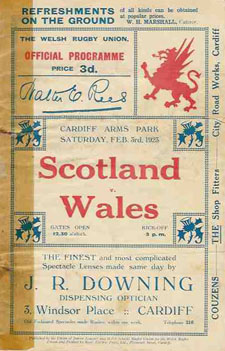 REFRESHMENTS
ON THE GROUND
of all kinds can be obtained
at popular prices.
W. H. MARSHALL, Caterer.
THE WELSH RUGBY UNION.
OFFICIAL PROGRAMME
PRICE 3d.
Walter E. Rees
CARDIFF ARMS PARK
SATURDAY, FEB. 3rd, 1923
Scotland
v.
Wales
GATES OPEN
12.30 o'clock.
KICK-OFF
3 p.m.
THE FINEST and most complicated
Spectacle Lenses made same day by
J. R. DOWNING
DISPENSING OPTICIAN
3, Windsor Place :: CARDIFF
Telephone
COUZENS — THE Shop Fitters — City Road Works, Cardiff